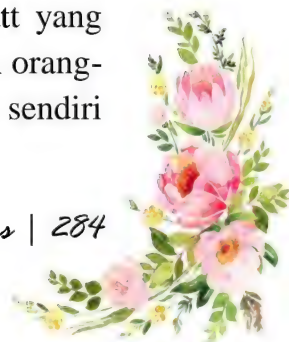 tt yang
orang-
sendiri
s | 284